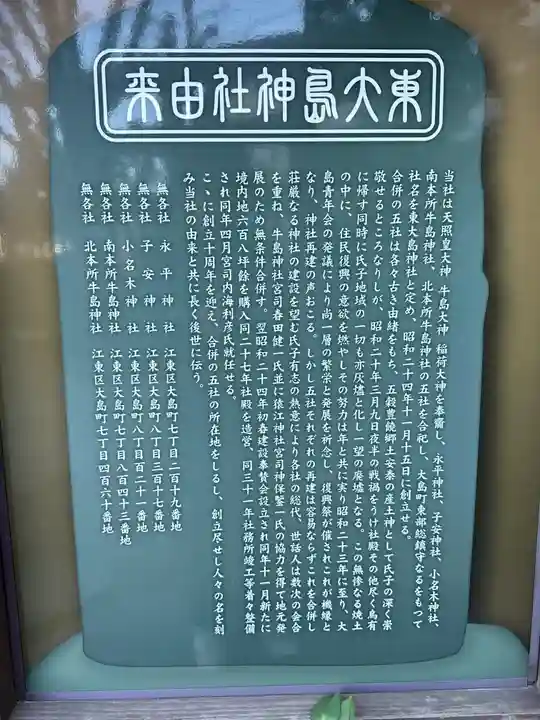 東大島神社由来
当社は天照皇大神 牛島大神 稲荷大神を奉齋し、永平神社、子安神社、小名木神社、
南本所牛島神社、北本所牛島神社の五社を合祀し、大島町東部総鎮守なるをもつて
社名を東大島神社と定め、昭和二十四年十一月十五日に創立せる。
合併の五社は各々古き由緒をもち、五穀豊饒郷土安泰の産土神として氏子の深く崇
敬せるところなりしが、昭和二十年三月九日夜半の戦禍をうけ社殿その他尽く烏有
に帰す同時に氏子地域の一切も亦灰燼と化し一望の廃墟となる。この無惨なる焼土
の中に、住民復興の意欲を燃やしその努力は年と共に実り昭和二十三年に至り、大
島青年会の発議により尚一層の繁栄と発展を祈念し、復興祭が催されこれが機縁と
なり、神社再建の声おこる。しかし五社それぞれの再建は容易ならずこれを合併し
荘厳なる神社の建設を望む氏子有志の熱意により各社の総代、世話人は数次の会合
を重ね、牛島神社宮司春田健一氏並に猿江神社宮司神保繁一氏の協力を得て地元発
展のため無条件合併す。翌昭和二十四年初春建設奉賛会設立され同年十一月新たに
境内地六百八坪餘を購入同二十七年社殿を造営、同三十一年社務所竣工等着々整備
され同年四月宮司内海利彦氏就任せる。
こゝに創立十周年を迎え、合併の五社の所在地をしるし、創立尽せし人々の名を刻
み当社の由来と共に長く後世に伝う。
無各社 永平神社 江東区大島町七丁目二百十九番地
無各社 子安神社 江東区大島町八丁目三百十七番地
無各社 小名木神社 江東区大島町八丁目百二十一番地
無各社 南本所牛島神社 江東区大島町七丁目八百四十三番地
無各社 北本所牛島神社 江東区大島町七丁目四百六十番地